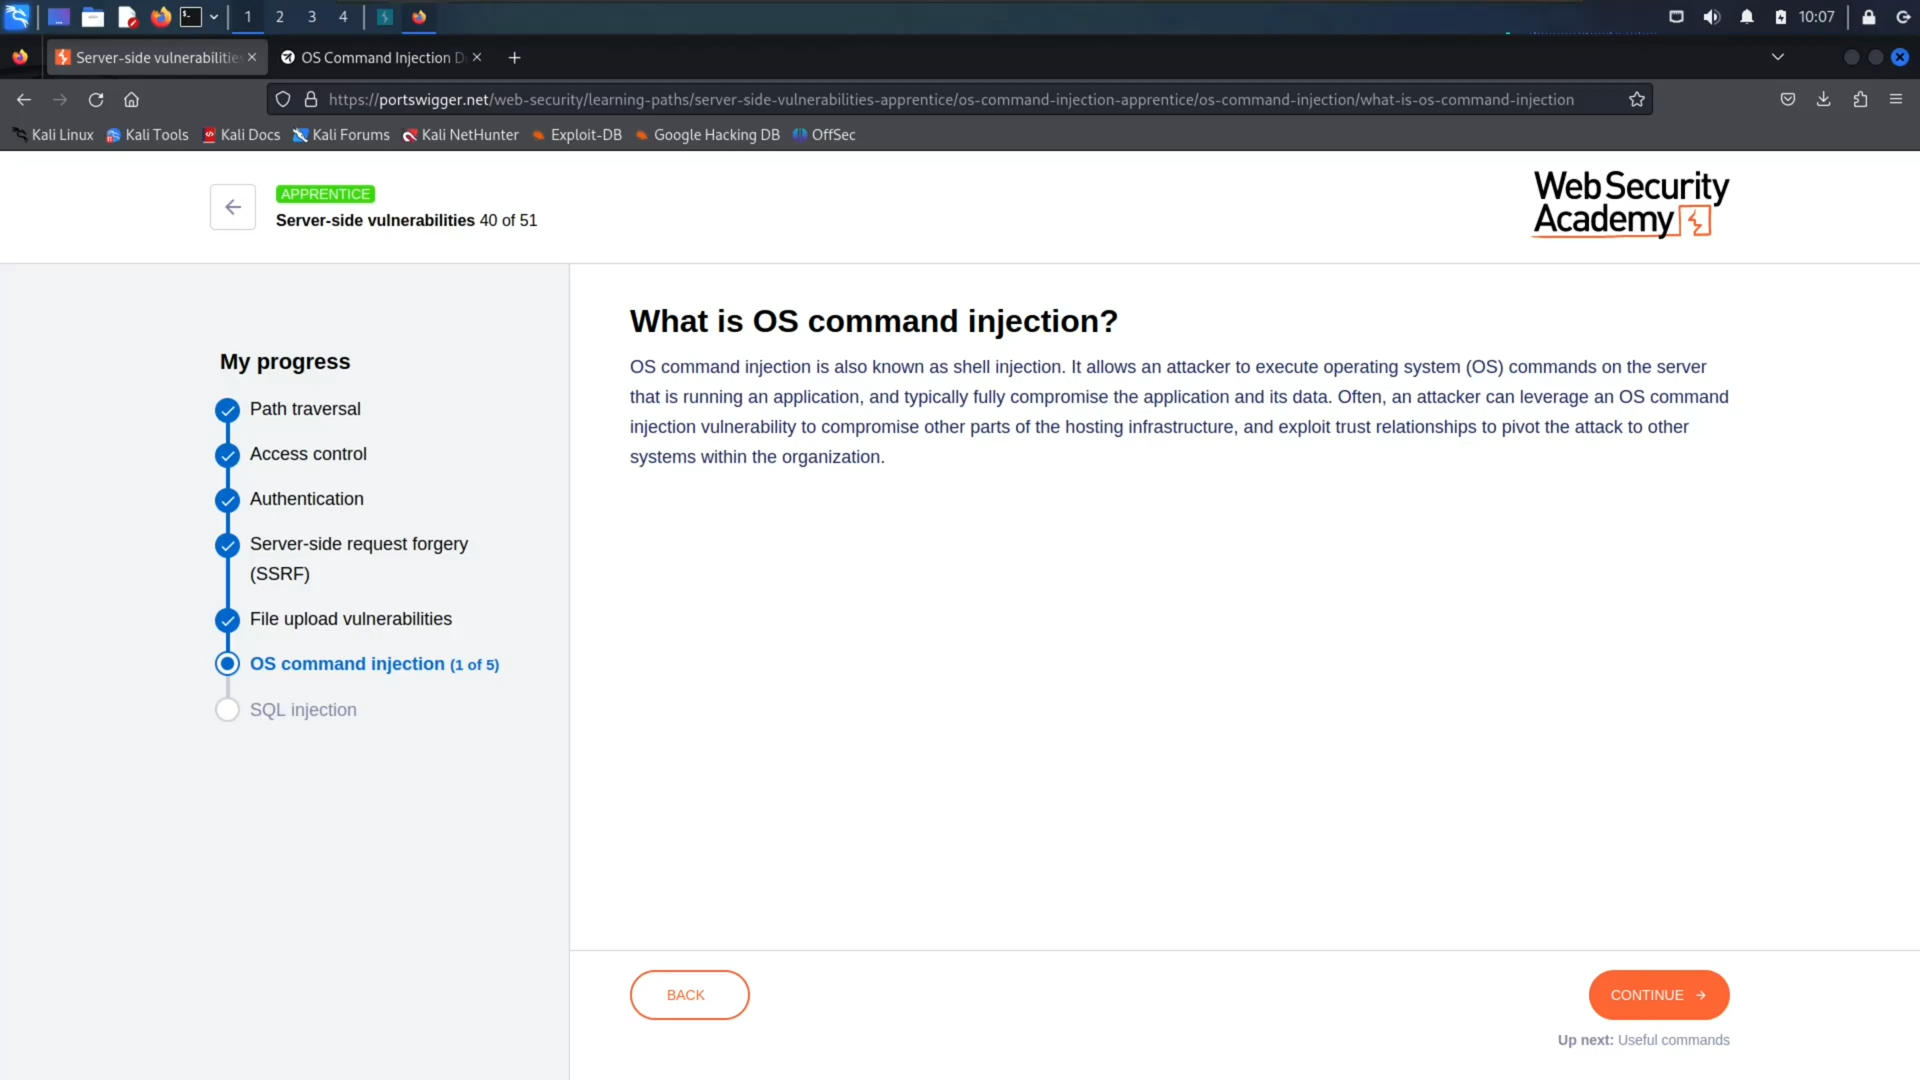 1 2 3 4
10:07
Server-side vulnerabilities
OS Command Injection D
https://portswigger.net/web-security/learning-paths/server-side-vulnerabilities-apprentice/os-command-injection-apprentice/os-command-injection/what-is-os-command-injection
Kali Linux Kali Tools Kali Docs Kali Forums Kali NetHunter Exploit-DB Google Hacking DB OffSec
APPRENTICE
Server-side vulnerabilities 40 of 51
Web Security
Academy
My progress
Path traversal
Access control
Authentication
Server-side request forgery
(SSRF)
File upload vulnerabilities
OS command injection (1 of 5)
SQL injection
What is OS command injection?
OS command injection is also known as shell injection. It allows an attacker to execute operating system (OS) commands on the server
that is running an application, and typically fully compromise the application and its data. Often, an attacker can leverage an OS command
injection vulnerability to compromise other parts of the hosting infrastructure, and exploit trust relationships to pivot the attack to other
systems within the organization.
BACK
CONTINUE
Up next: Useful commands